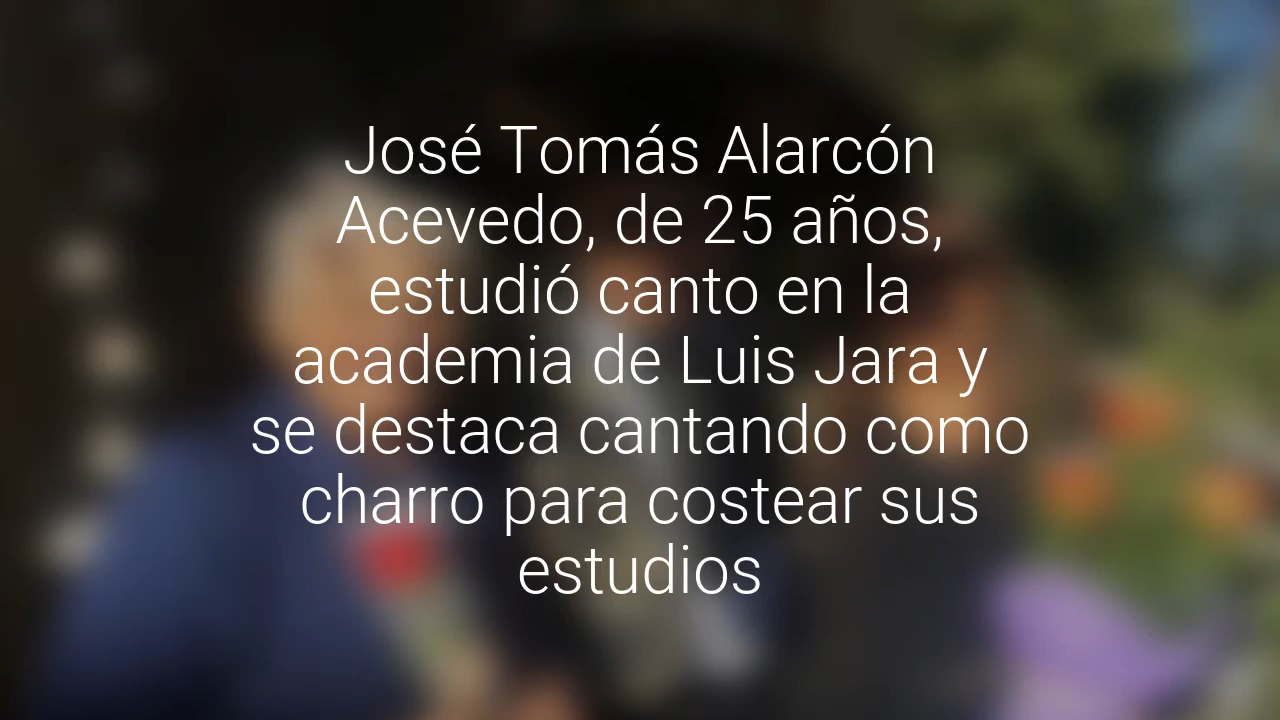 José Tomás Alarcón
Acevedo, de 25 años,
estudió canto en la
academia de Luis Jara y
se destaca cantando como
charro para costear sus
estudios